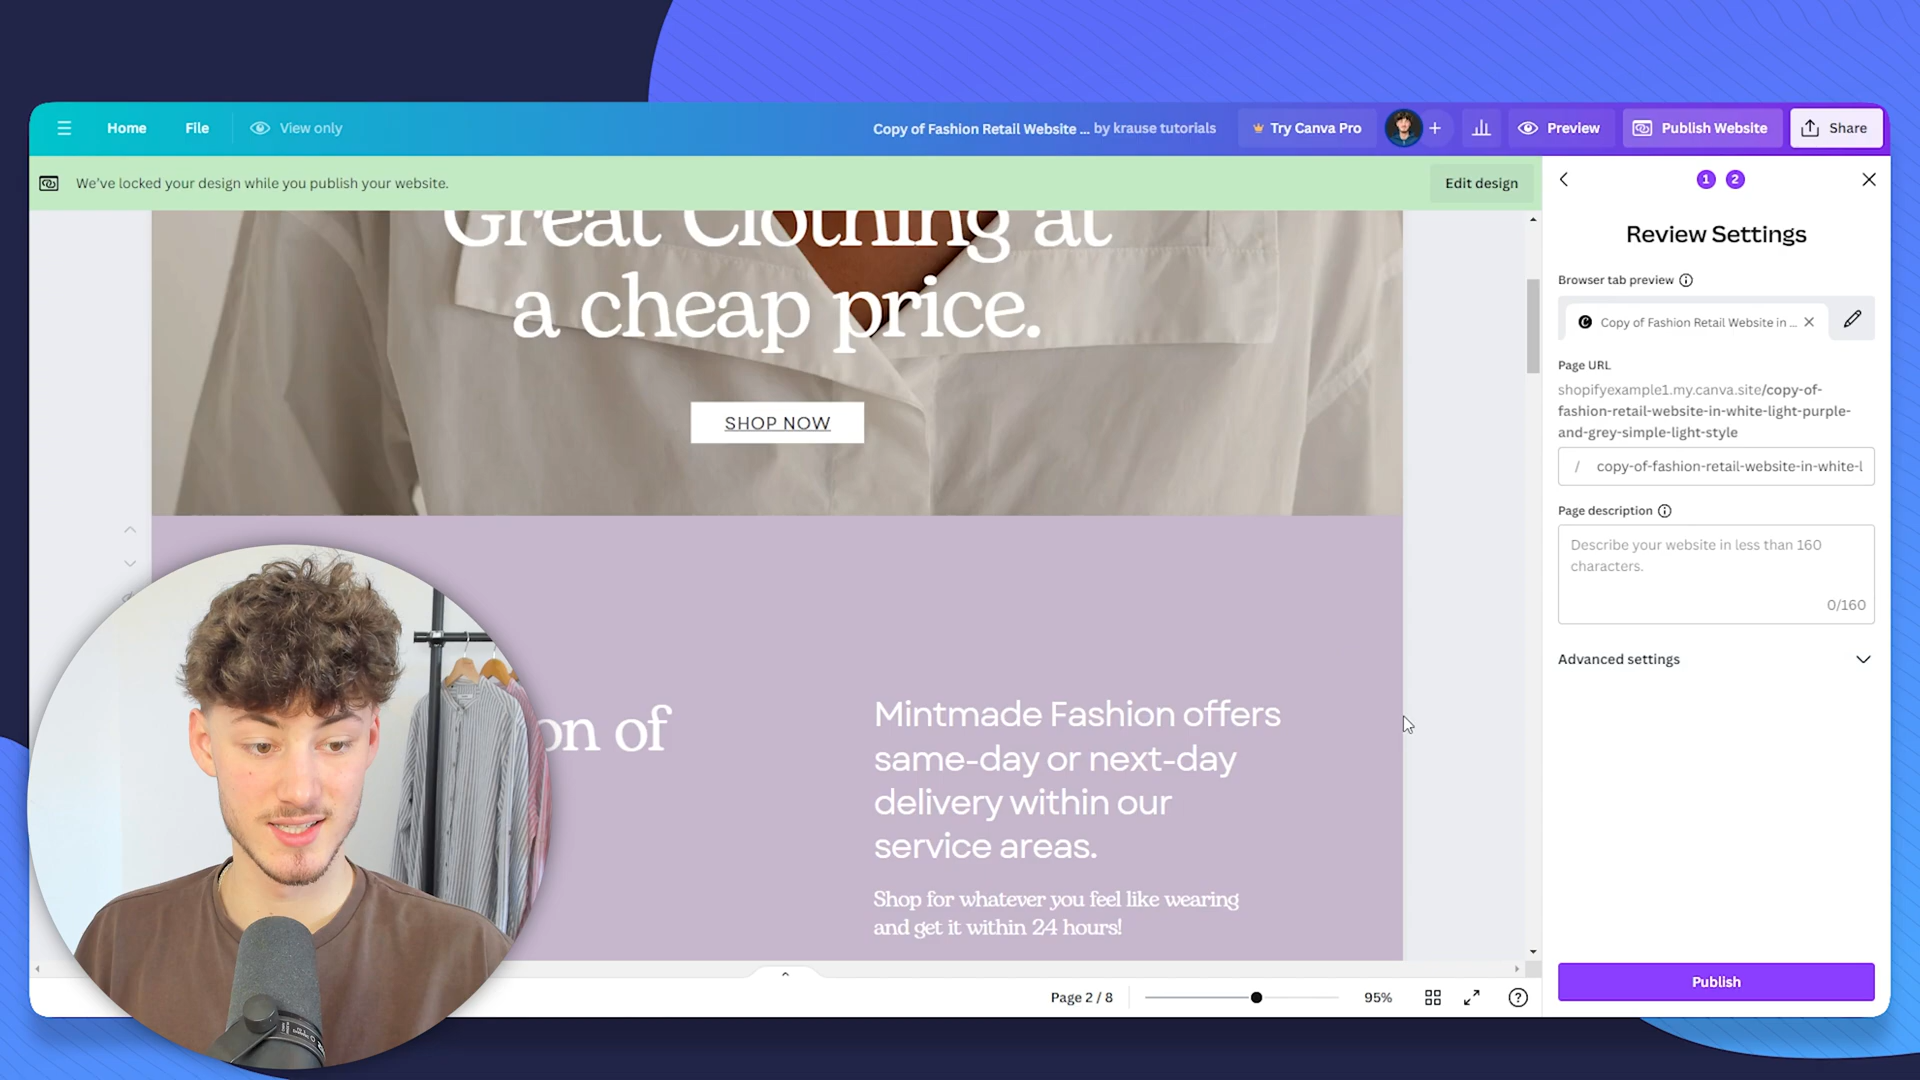 Home
File
View only
Copy of Fashion Retail Website ... by krause tutorials
Try Canva Pro
Preview
Publish Website
Share
We've locked your design while you publish your website.
Edit design
Great Clothing at
a cheap price.
SHOP NOW
on of
Mintmade Fashion offers
same-day or next-day
delivery within our
service areas.
Shop for whatever you feel like wearing
and get it within 24 hours!
Page 2 / 8
95%
1 2
Review Settings
Browser tab preview
Copy of Fashion Retail Website in ...
Page URL
shopifyexample1.my.canva.site/copy-of-
fashion-retail-website-in-white-light-purple-
and-grey-simple-light-style
/ copy-of-fashion-retail-website-in-white-l
Page description
Describe your website in less than 160
characters.
0/160
Advanced settings
Publish